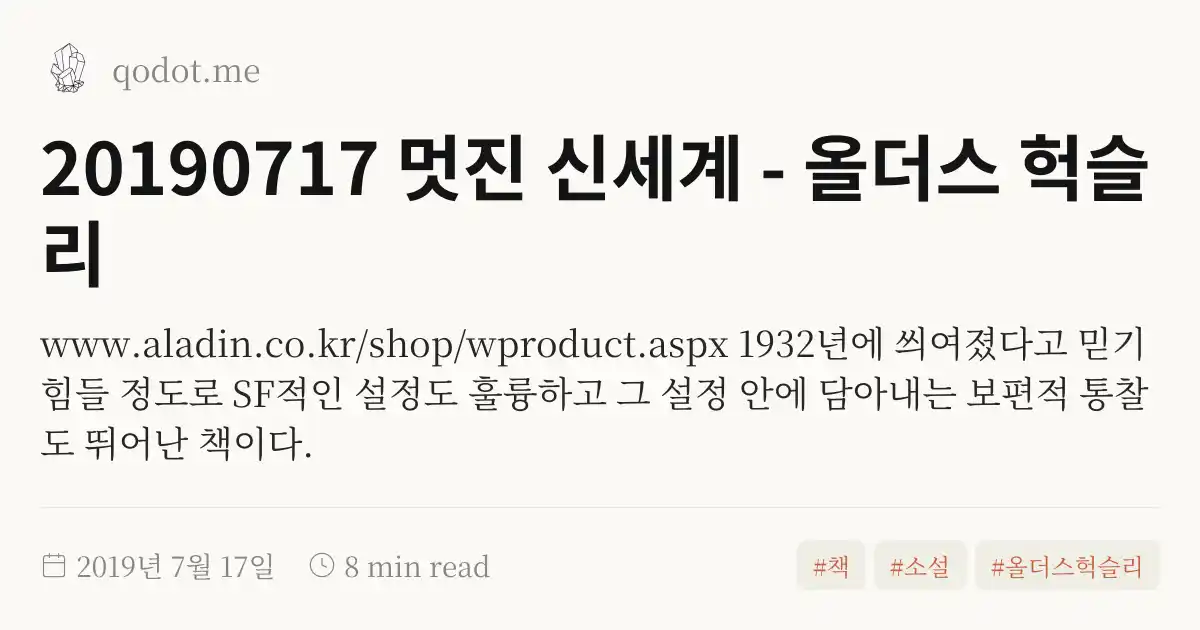 qodot.me
20190717 멋진 신세계 - 올더스 헉슬
리
www.aladin.co.kr/shop/wproduct.aspx 1932년에 씌여졌다고 믿기
힘들 정도로 SF적인 설정도 훌륭하고 그 설정 안에 담아내는 보편적 통찰
도 뛰어난 책이다.
2019년 7월 17일 8 min read #책 #소설 #올더스헉슬리